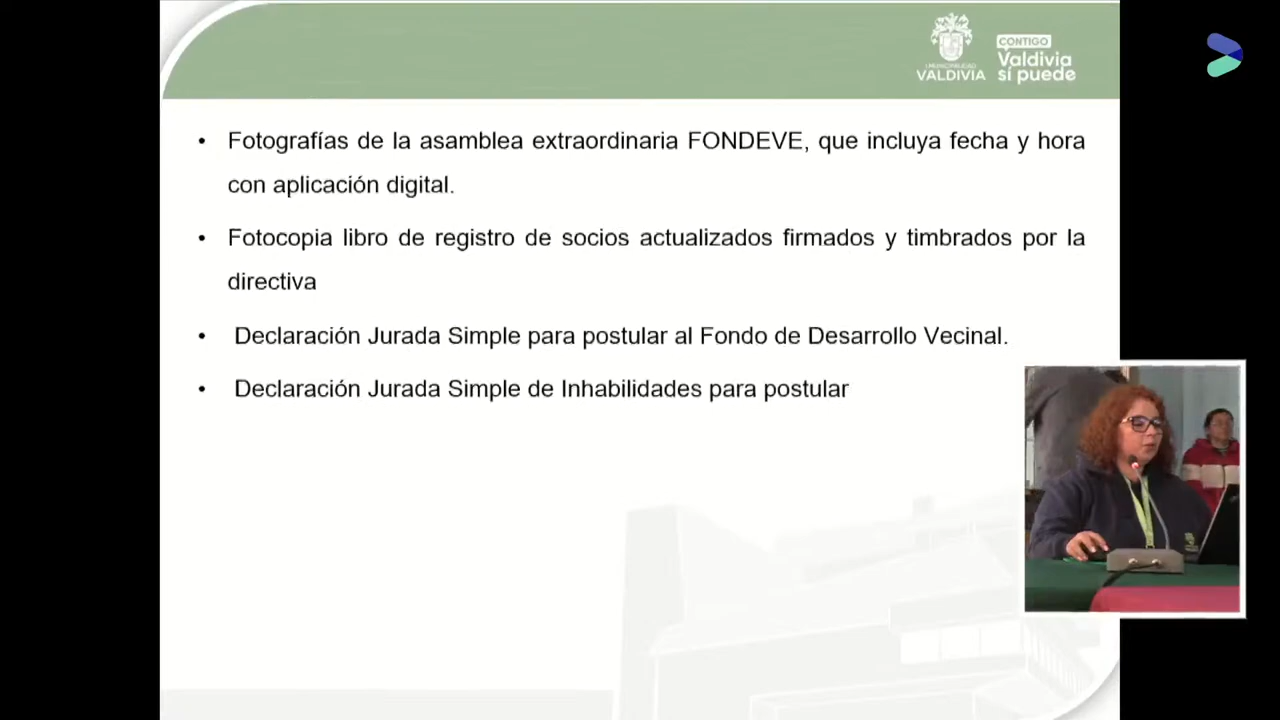 I. MUNICIPALIDAD
VALDIVIA
CONTIGO
Valdivia
sí puede
• Fotografías de la asamblea extraordinaria FONDEVE, que incluya fecha y hora
con aplicación digital.
• Fotocopia libro de registro de socios actualizados firmados y timbrados por la
directiva
• Declaración Jurada Simple para postular al Fondo de Desarrollo Vecinal.
• Declaración Jurada Simple de Inhabilidades para postular